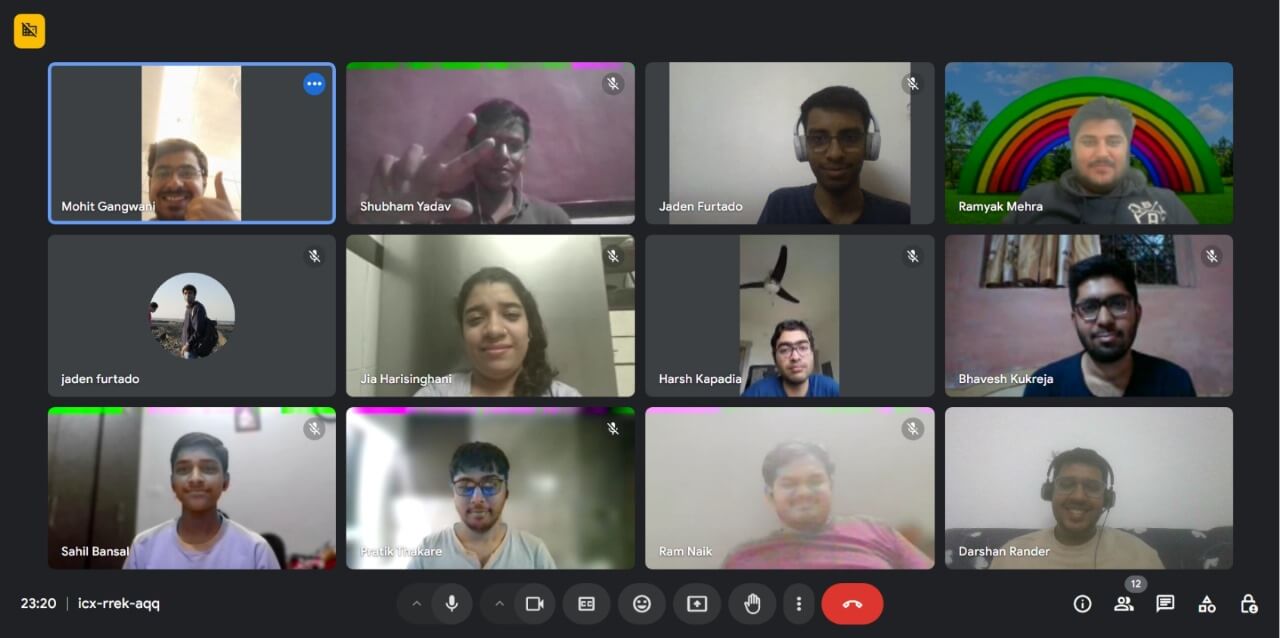 Mohit Gangwani
Shubham Yadav
Jaden Furtado
Ramyak Mehra
jaden furtado
Jia Harisinghani
Harsh Kapadia
Bhavesh Kukreja
Sahil Bansal
Pratik Thakare
Ram Naik
Darshan Rander
12
23:20 | icx-rrek-aqq